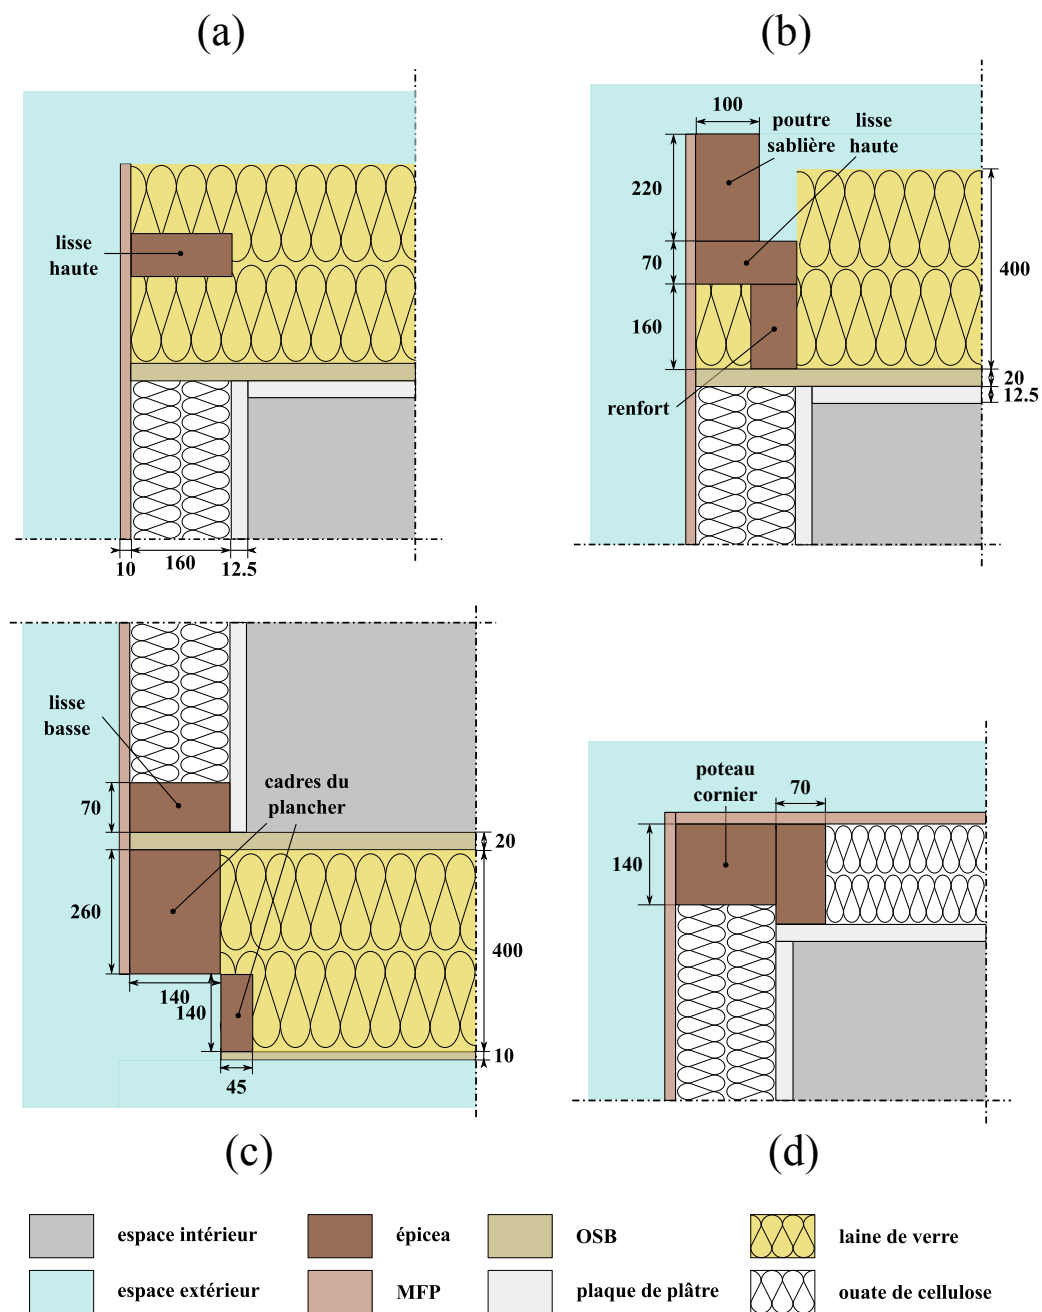 (a)
lisse
haute
10
160
12.5
(b)
100
poutre
sablière
lisse
haute
220
70
160
renfort
400
20
12.5
lisse
basse
cadres du
plancher
70
20
260
400
140
140
10
45
(c)
poteau
cornier
70
140
(d)
espace intérieur
épicea
OSB
laine de verre
espace extérieur
MFP
plaque de plâtre
ouate de cellulose